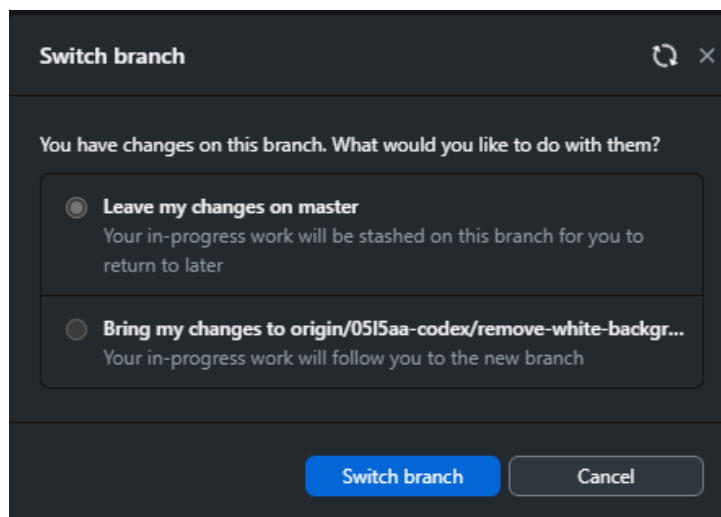 Switch branch
You have changes on this branch. What would you like to do with them?
Leave my changes on master
Your in-progress work will be stashed on this branch for you to
return to later
Bring my changes to origin/05l5aa-codex/remove-white-backgr...
Your in-progress work will follow you to the new branch
Switch branch
Cancel